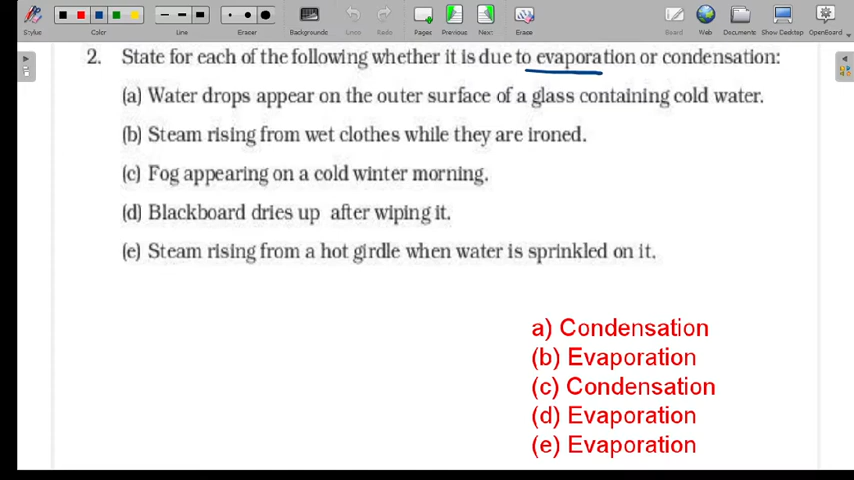 Stylus
Color
Line
Eraser
Backgrounds
Undo
Redo
Pages
Previous
Next
Erase
Board
Web
Documents
Show Desktop
OpenBoard
2. State for each of the following whether it is due to evaporation or condensation:
(a) Water drops appear on the outer surface of a glass containing cold water.
(b) Steam rising from wet clothes while they are ironed.
(c) Fog appearing on a cold winter morning.
(d) Blackboard dries up after wiping it.
(e) Steam rising from a hot girdle when water is sprinkled on it.
a) Condensation
(b) Evaporation
(c) Condensation
(d) Evaporation
(e) Evaporation